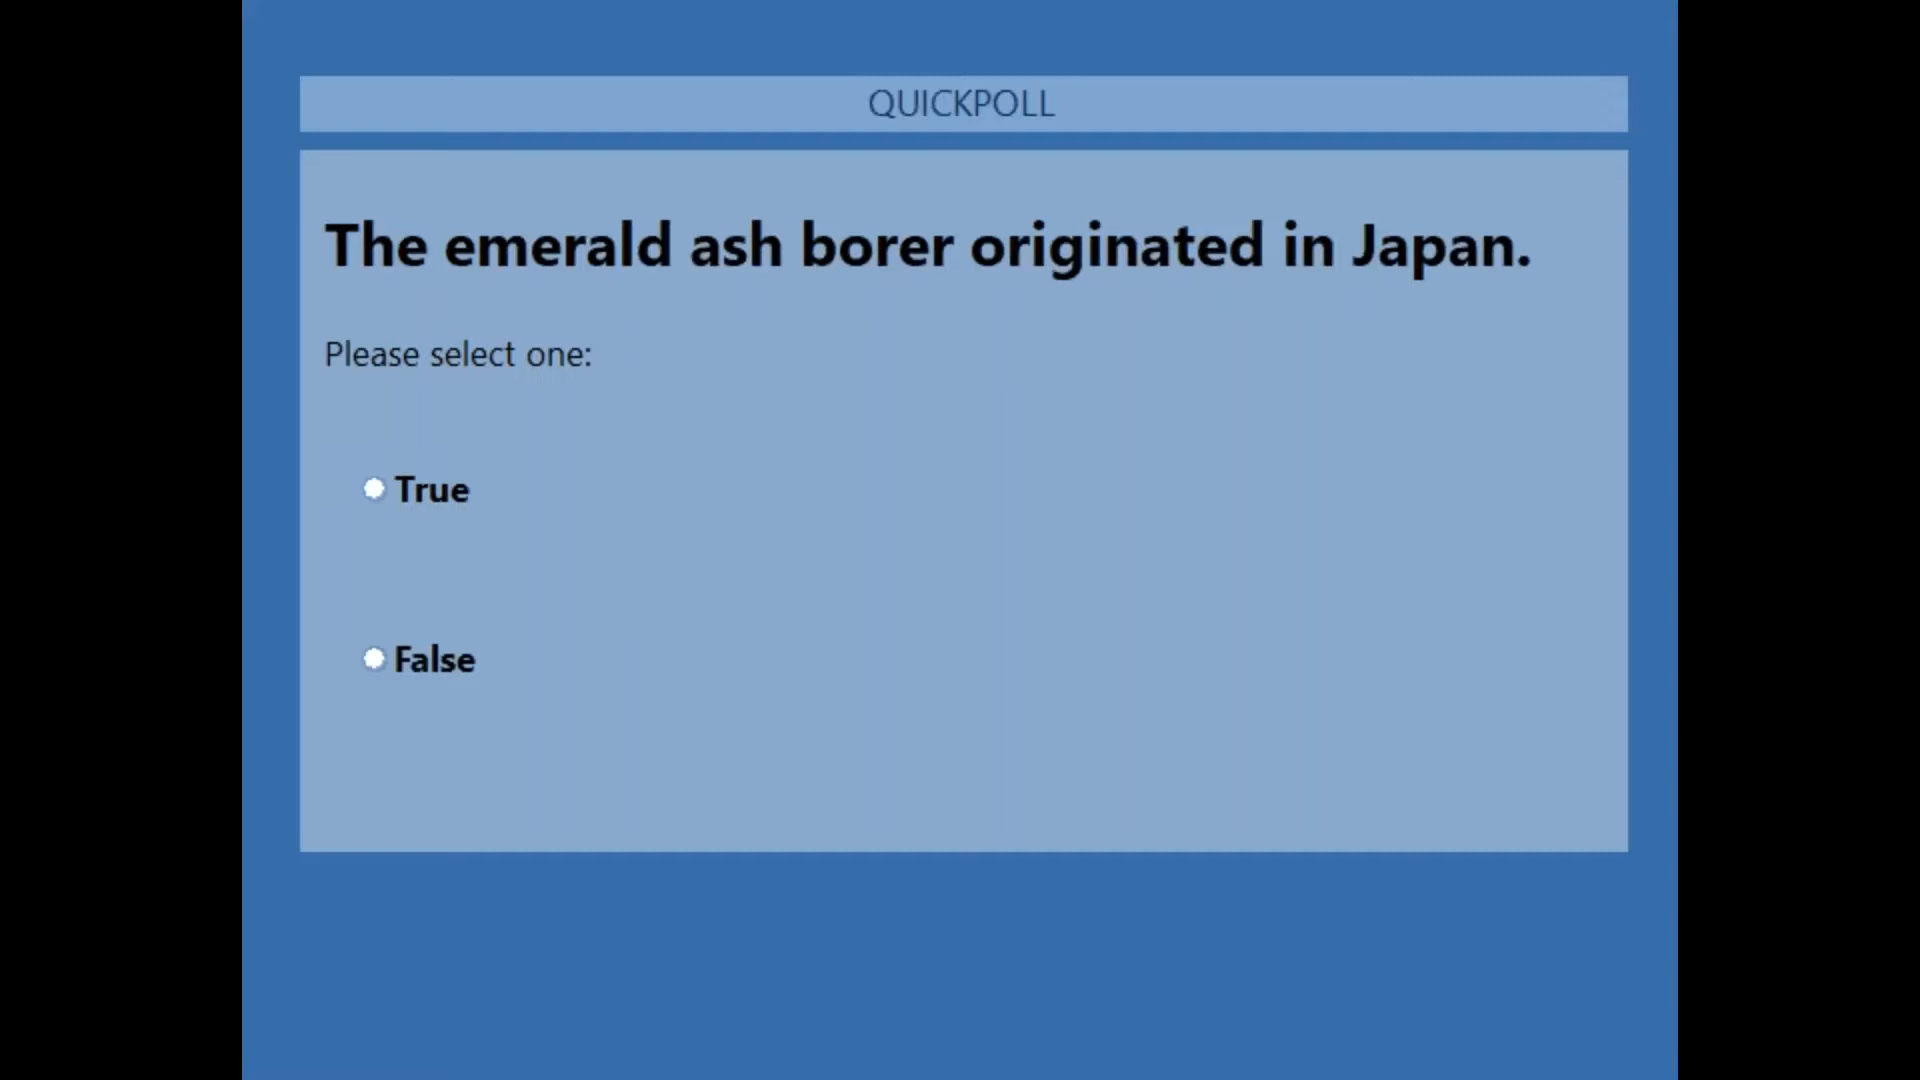 QUICKPOLL
The emerald ash borer originated in Japan.
Please select one:
True
False